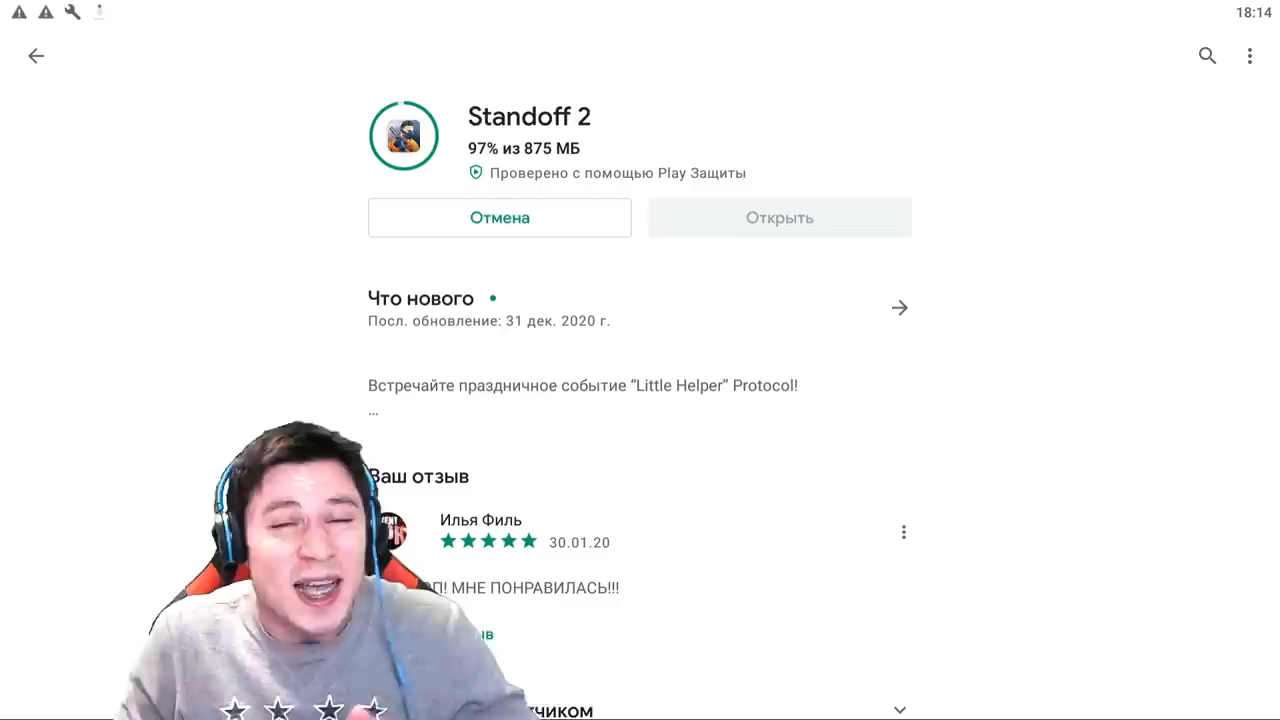 18:14
Standoff 2
97% из 875 МБ
Проверено с помощью Play Защиты
Отмена
Открыть
Что нового
Посл. обновление: 31 дек. 2020 г.
Встречайте праздничное событие “Little Helper” Protocol!
…
Ваш отзыв
Илья Филь
30.01.20
МНЕ ПОНРАВИЛАСЬ!!!